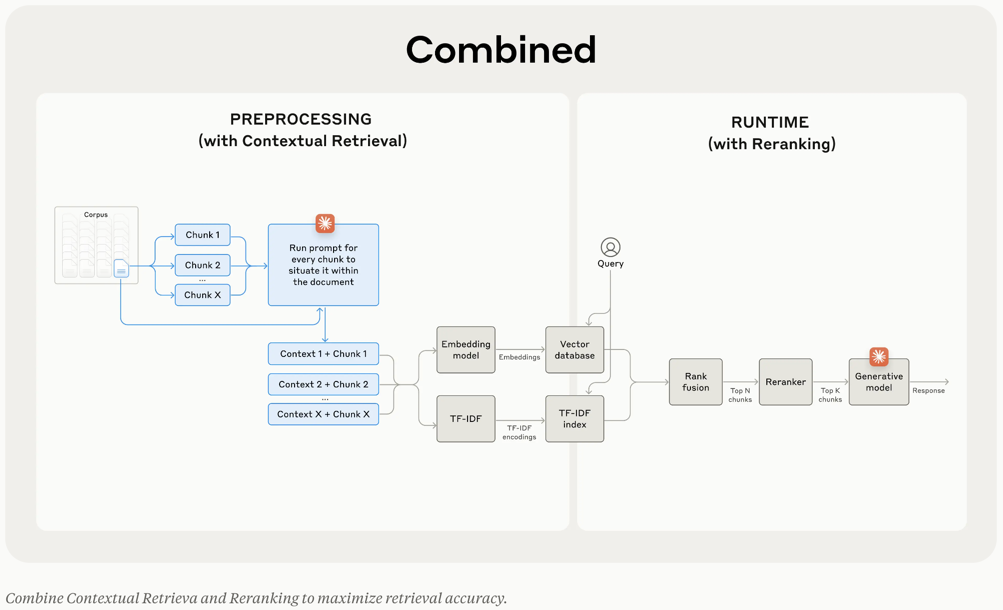 Combined
PREPROCESSING
(with Contextual Retrieval)
Corpus
Chunk 1
Chunk 2
...
Chunk X
Run prompt for
every chunk to
situate it within
the document
Context 1 + Chunk 1
Context 2 + Chunk 2
...
Context X + Chunk X
Embedding
model
Embeddings
TF-IDF
TF-IDF
encodings
Vector
database
TF-IDF
index
RUNTIME
(with Reranking)
Query
Rank
fusion
Top N
chunks
Reranker
Top K
chunks
Generative
model
Response
Combine Contextual Retrieva and Reranking to maximize retrieval accuracy.